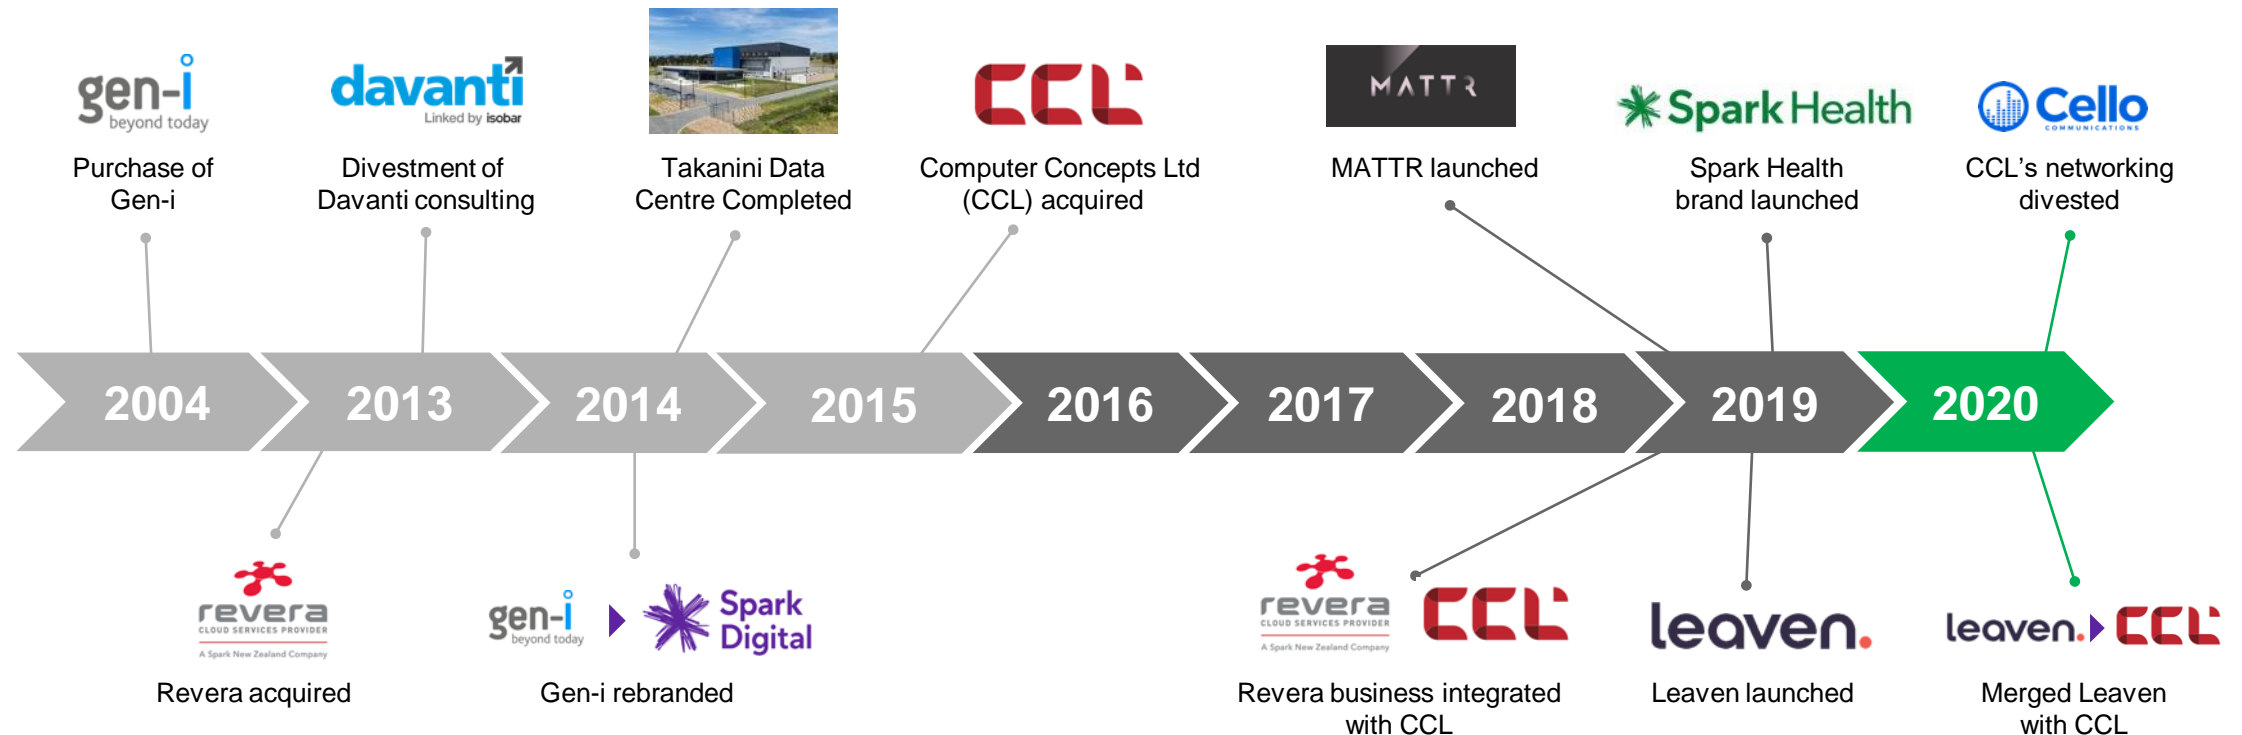 gen-i
beyond today
Purchase of
Gen-i
davanti
Linked by isobar
Divestment of
Davanti consulting
Takanini Data
Centre Completed
CCL
Computer Concepts Ltd
(CCL) acquired
MATTR
MATTR launched
Spark Health
Spark Health
brand launched
Cello
COMMUNICATIONS
CCL’s networking
divested
2004
2013
2014
2015
2016
2017
2018
2019
2020
revera
CLOUD SERVICES PROVIDER
A Spark New Zealand Company
Revera acquired
gen-i
beyond today
Spark
Digital
Gen-i rebranded
revera
CLOUD SERVICES PROVIDER
A Spark New Zealand Company
CCL
Revera business integrated
with CCL
leaven.
Leaven launched
leaven.
CCL
Merged Leaven
with CCL